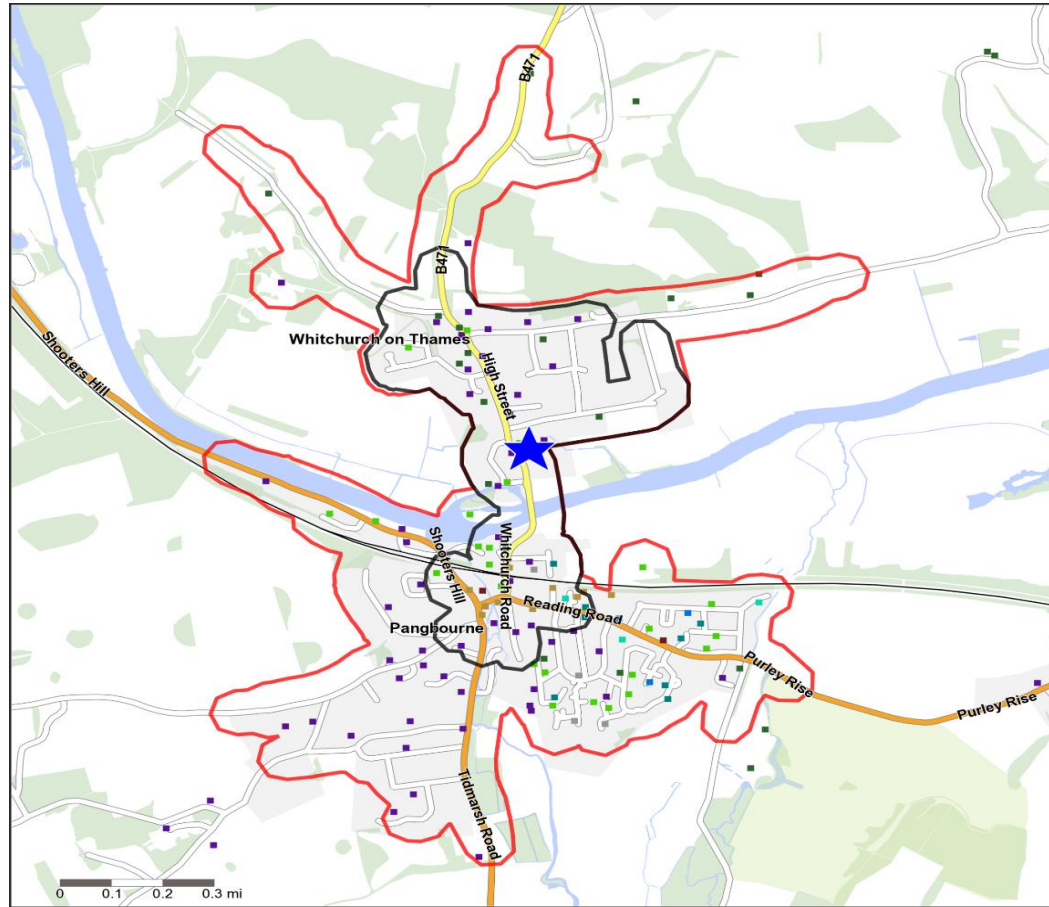 B471
B471
Whitchurch on Thames
High Street
Shooters Hill
Shooters Hill
Whitchurch Road
Reading Road
Pangbourne
Purley Rise
Purley Rise
Tidmarsh Road
0 0.1 0.2 0.3 mi